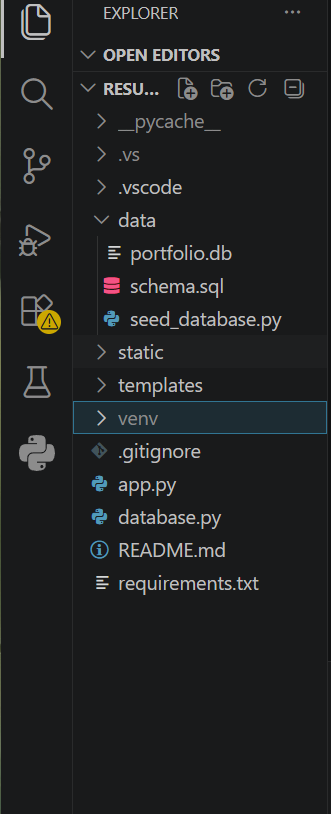 EXPLORER
OPEN EDITORS
RESU...
__pycache__
.vs
.vscode
data
portfolio.db
schema.sql
seed_database.py
static
templates
venv
.gitignore
app.py
database.py
README.md
requirements.txt